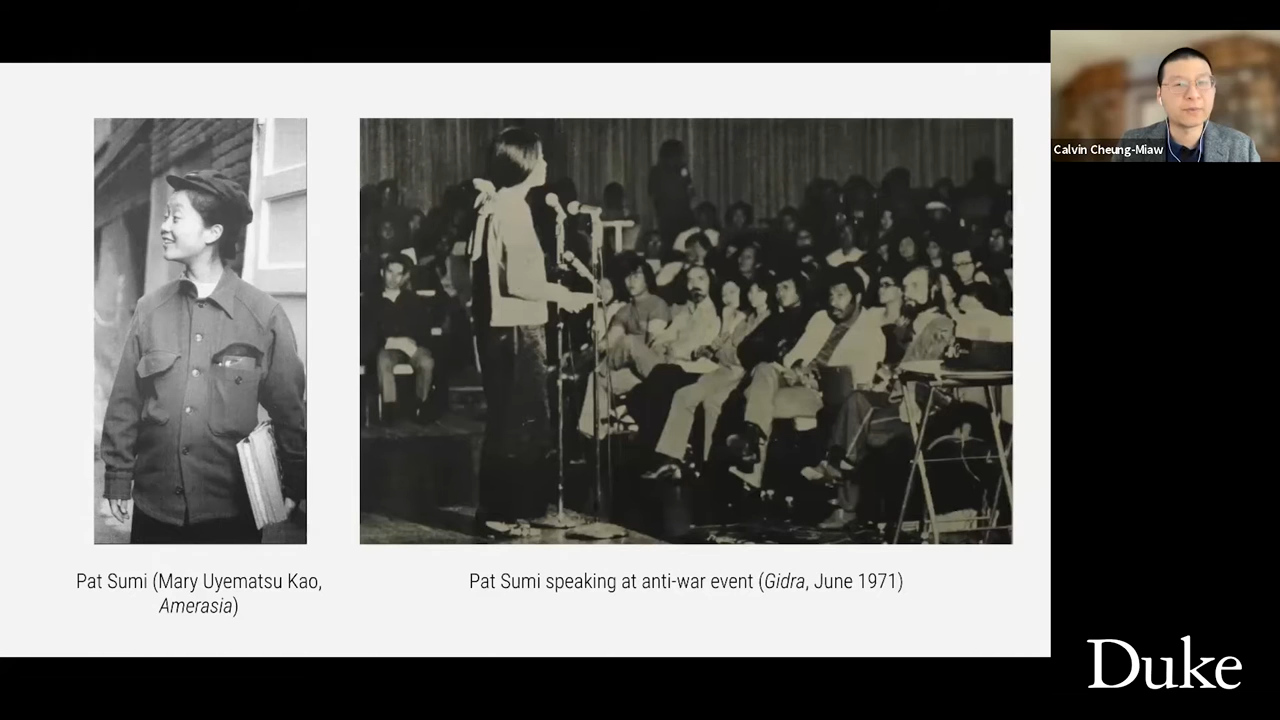 Calvin Cheung-Miaw
Pat Sumi (Mary Uyematsu Kao,
Amerasia)
Pat Sumi speaking at anti-war event (Gidra, June 1971)
Duke